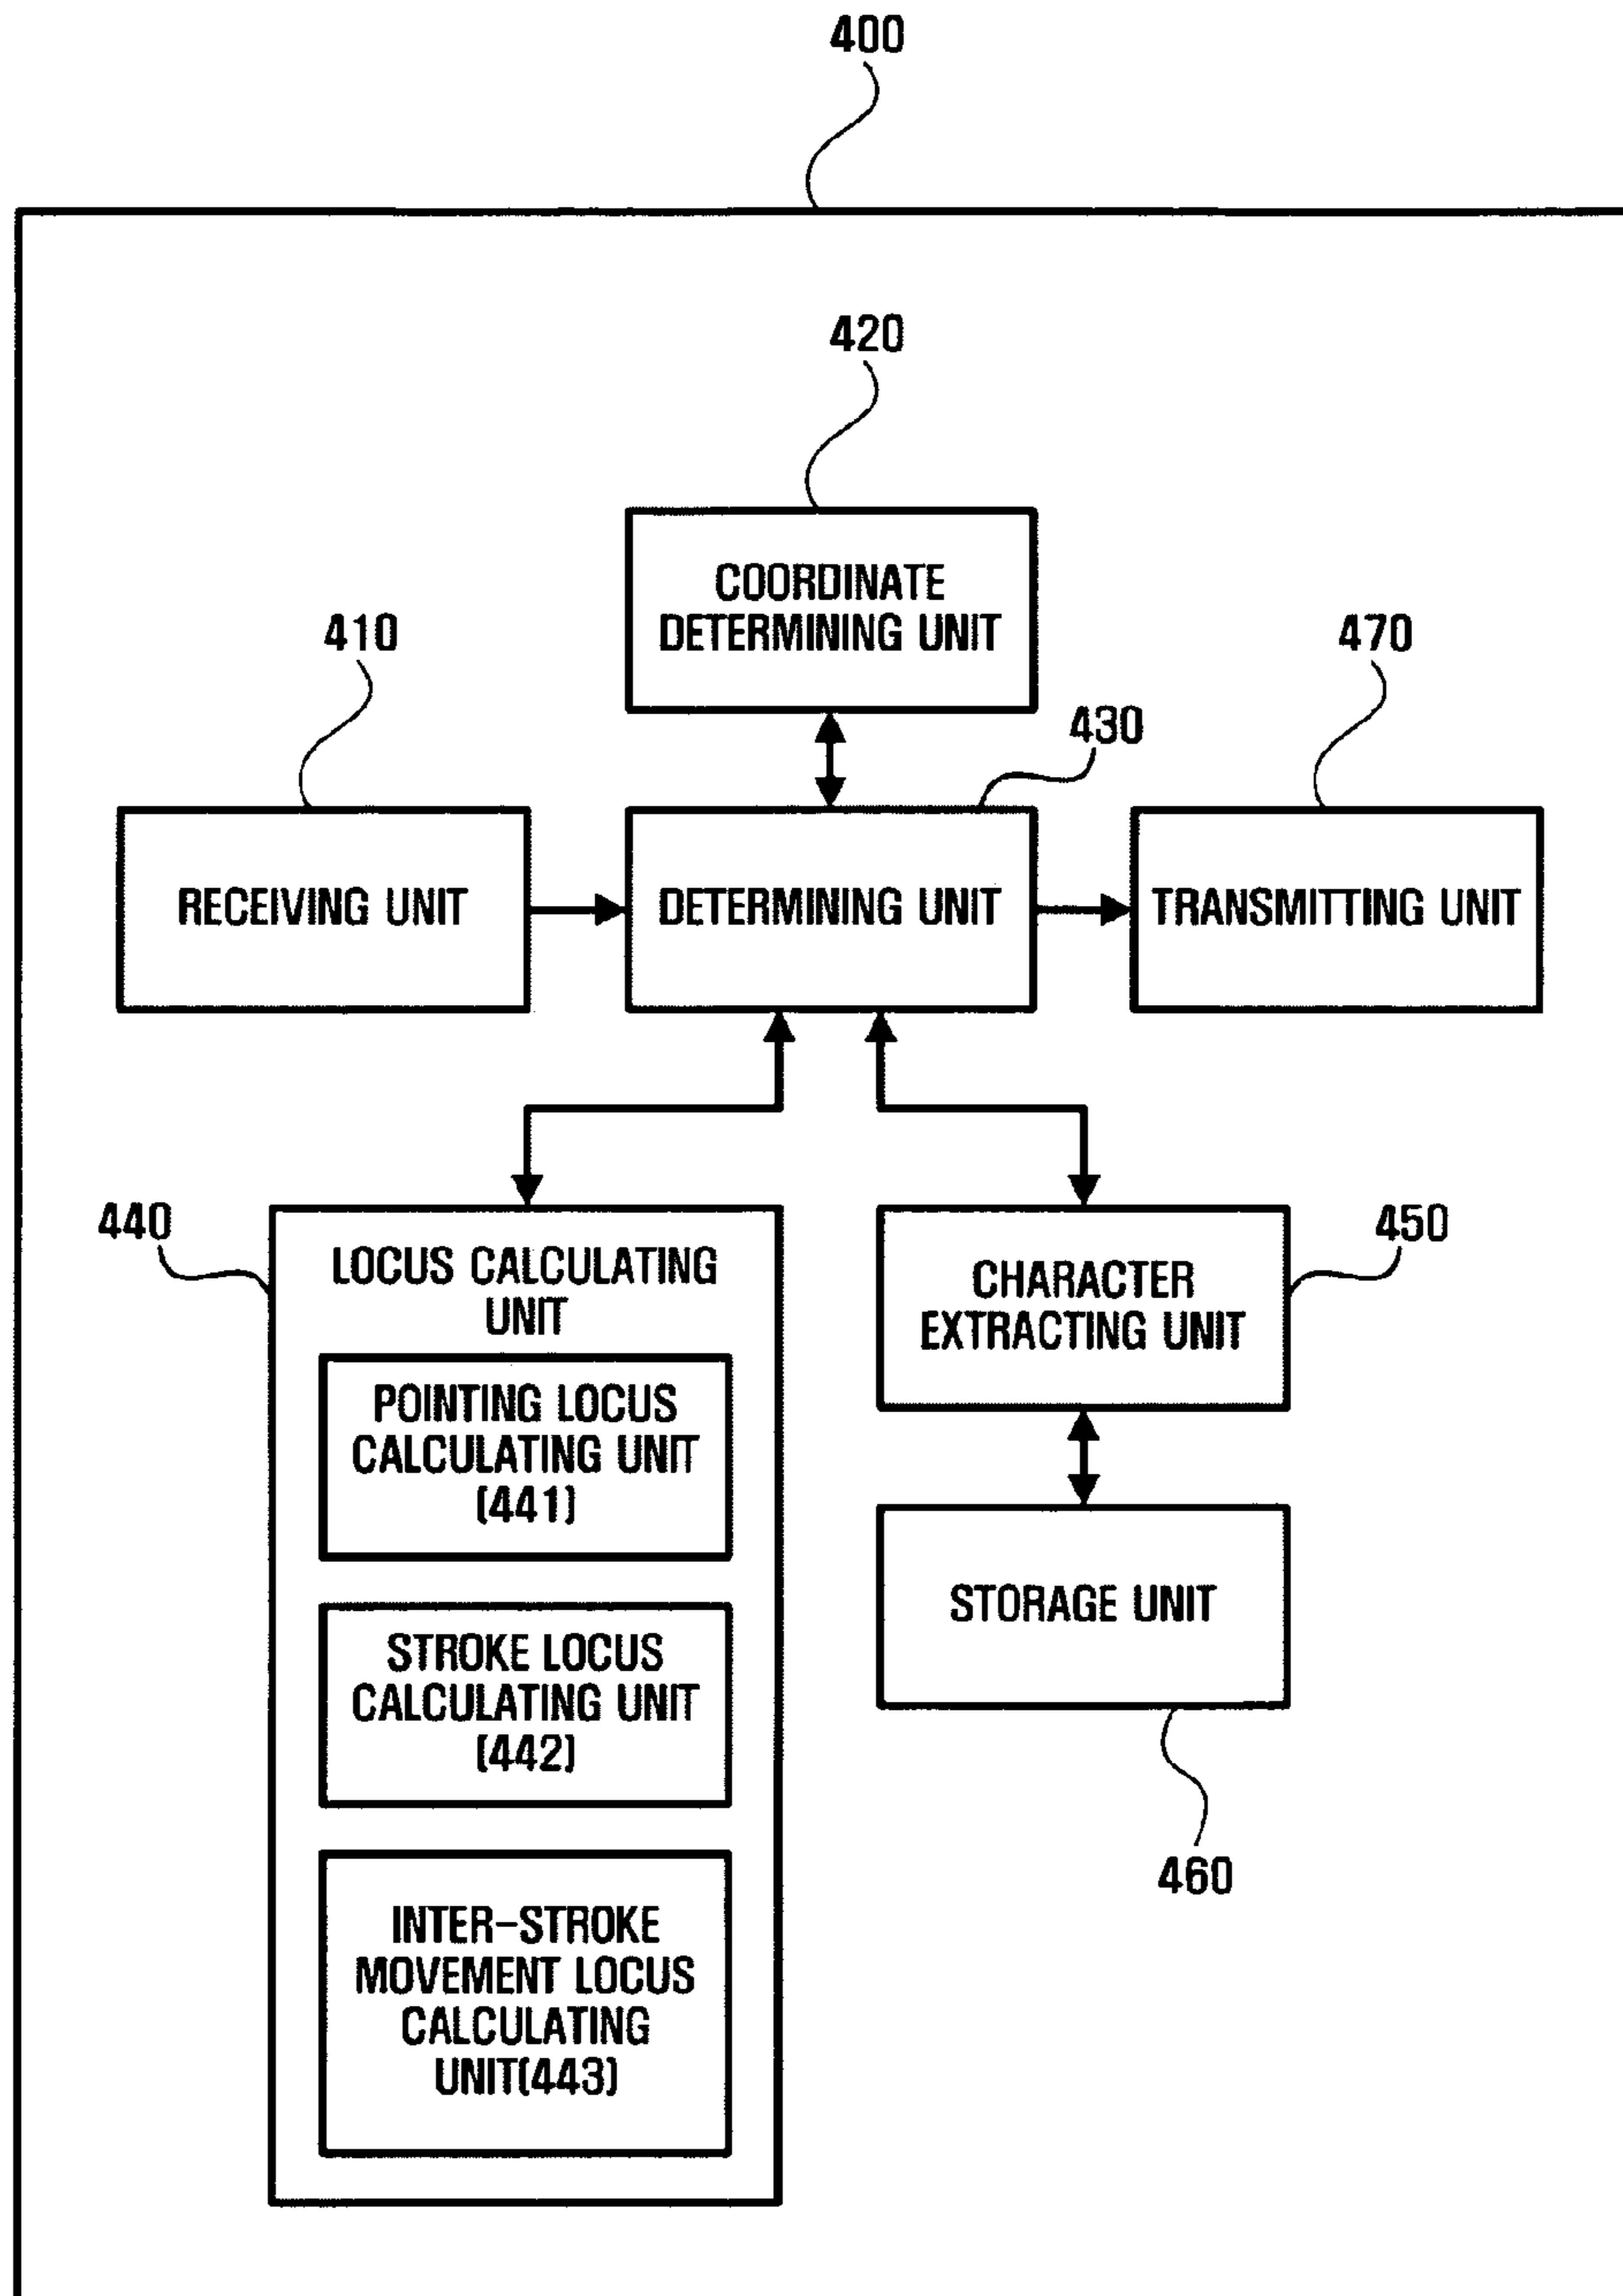 400
420
COORDINATE
DETERMINING UNIT
410
470
430
RECEIVING UNIT
DETERMINING UNIT
TRANSMITTING UNIT
440
LOCUS CALCULATING
UNIT
POINTING LOCUS
CALCULATING UNIT
(441)
STROKE LOCUS
CALCULATING UNIT
(442)
INTER-STROKE
MOVEMENT LOCUS
CALCULATING
UNIT(443)
450
CHARACTER
EXTRACTING UNIT
STORAGE UNIT
460